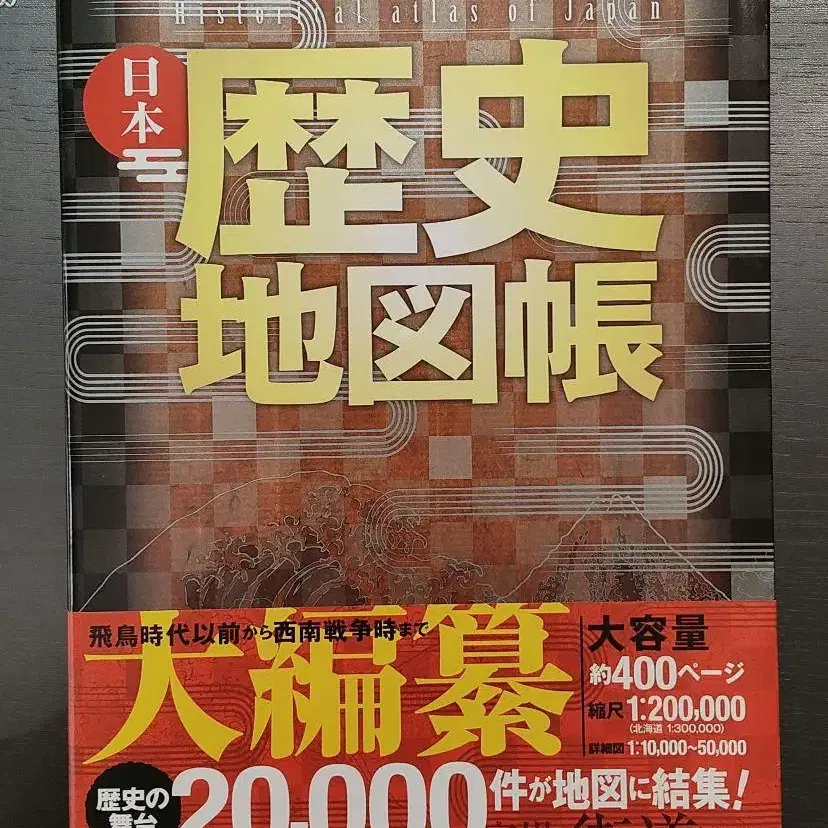 Historical atlas of Japan
日本
歴史
地図帳
飛鳥時代以前から西南戦争時まで
大編纂
大容量
約400ページ
縮尺 1:200,000
(北海道 1:300,000)
詳細図 1:10,000~50,000
歴史の
舞台
20,000
件が地図に結集!